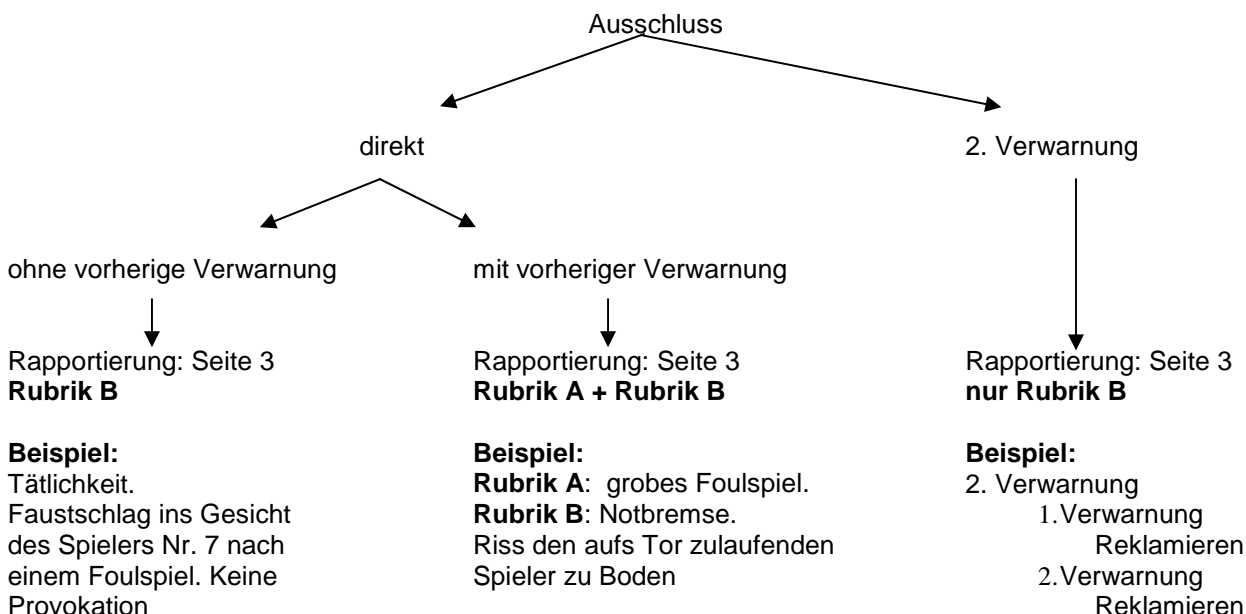 Ausschluss
direkt
2. Verwarnung
ohne vorherige Verwarnung
mit vorheriger Verwarnung
Rapportierung: Seite 3
Rubrik B
Rapportierung: Seite 3
Rubrik A + Rubrik B
Rapportierung: Seite 3
nur Rubrik B
Beispiel:
Tätlichkeit.
Faustschlag ins Gesicht
des Spielers Nr. 7 nach
einem Foulspiel. Keine
Provokation
Beispiel:
Rubrik A:  grobes Foulspiel.
Rubrik B: Notbremse.
Riss den aufs Tor zulaufenden
Spieler zu Boden
Beispiel:
2. Verwarnung
1.Verwarnung
Reklamieren
2.Verwarnung
Reklamieren